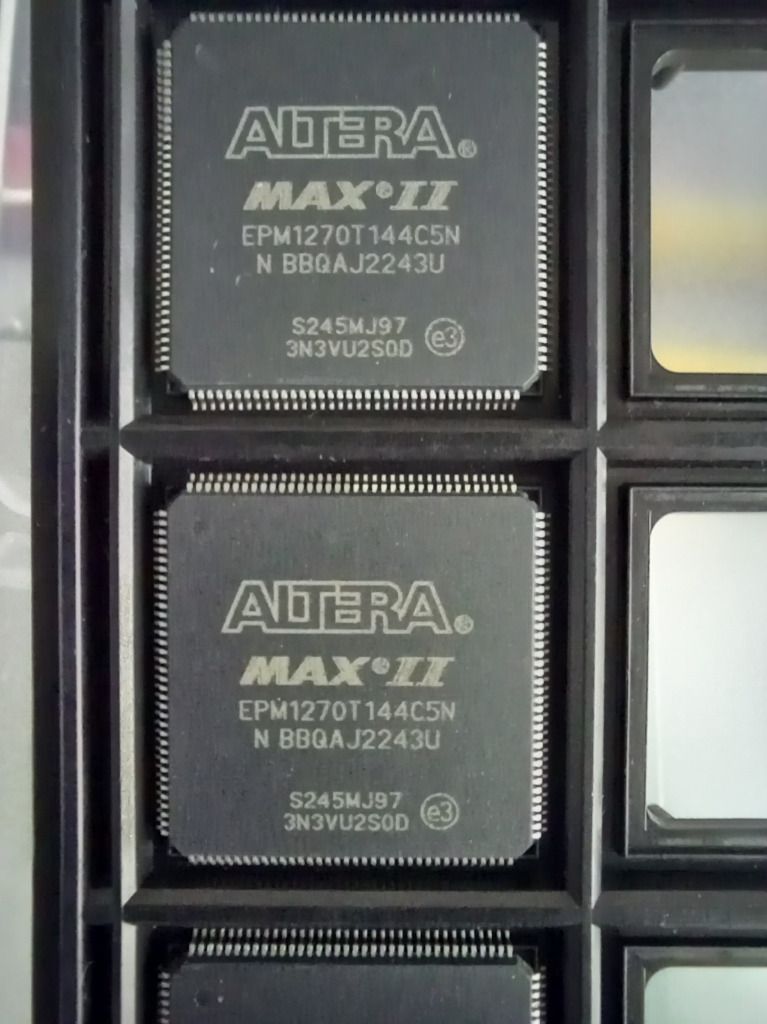 ALTERA®
MAX® II
EPM1270T144C5N
N BBQAJ2243U
S245MJ97
3N3VU2S0D
e3
ALTERA®
MAX® II
EPM1270T144C5N
N BBQAJ2243U
S245MJ97
3N3VU2S0D
e3